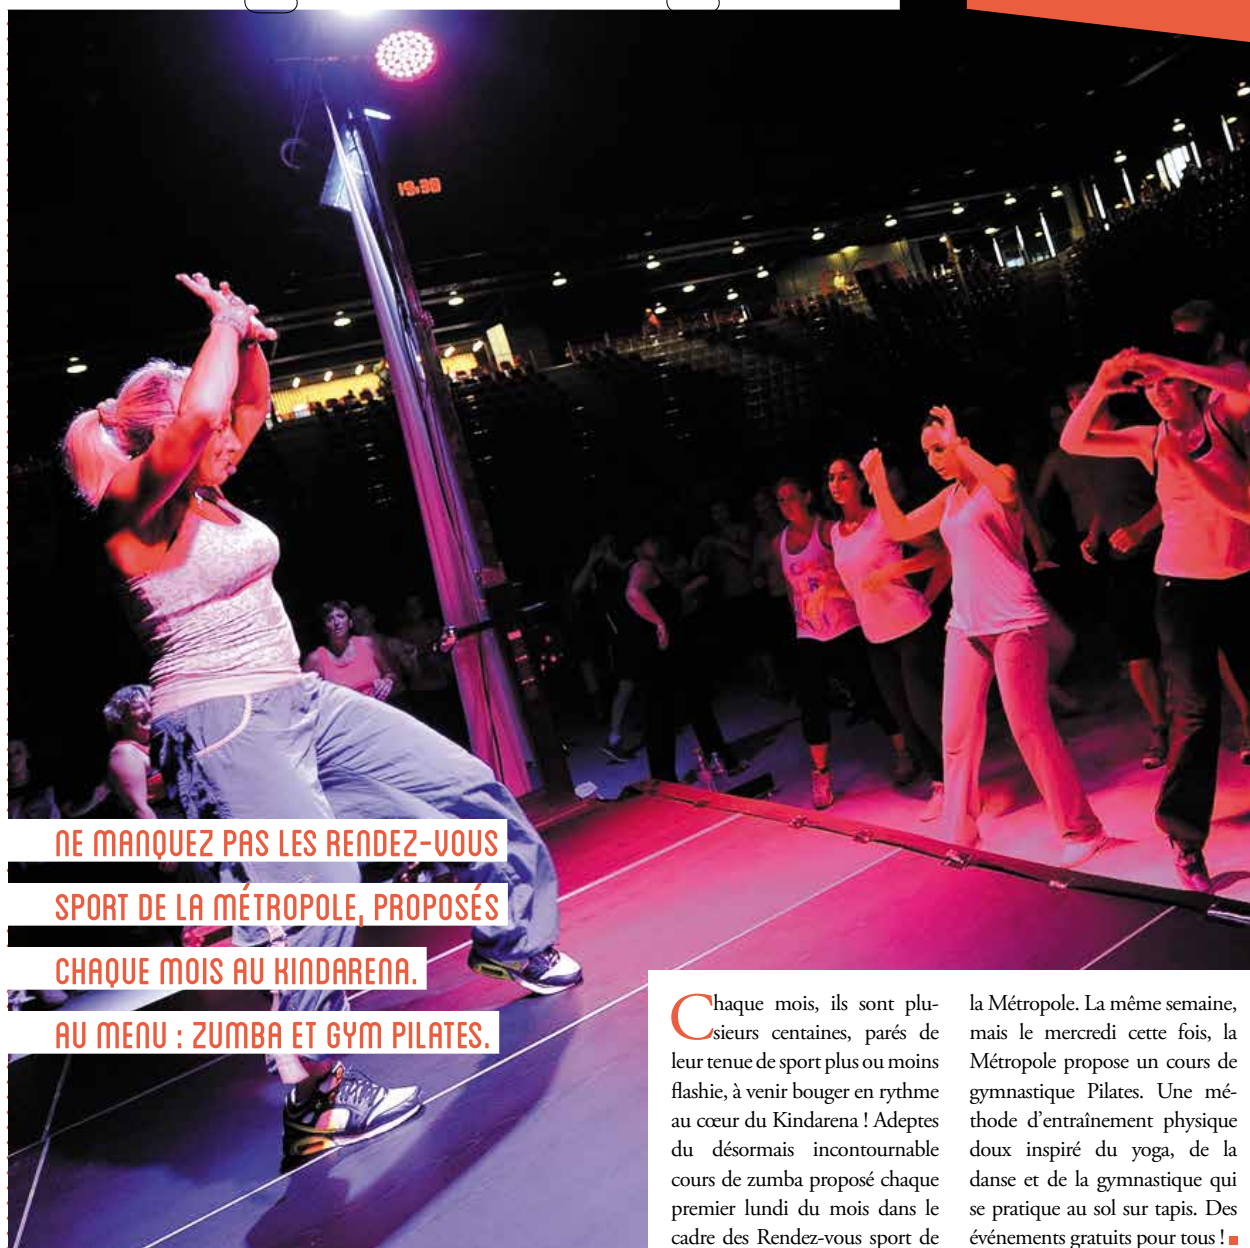 19:30
NE MANQUEZ PAS LES RENDEZ-VOUS
SPORT DE LA MÉTROPOLE, PROPOSÉS
CHAQUE MOIS AU KINDARENA.
AU MENU : ZUMBA ET GYM PILATES.
Chaque mois, ils sont plu-
sieurs centaines, parés de
leur tenue de sport plus ou moins
flashie, à venir bouger en rythme
au cœur du Kindarena ! Adeptes
du désormais incontournable
cours de zumba proposé chaque
premier lundi du mois dans le
cadre des Rendez-vous sport de
la Métropole. La même semaine,
mais le mercredi cette fois, la
Métropole propose un cours de
gymnastique Pilates. Une mé-
thode d'entraînement physique
doux inspiré du yoga, de la
danse et de la gymnastique qui
se pratique au sol sur tapis. Des
événements gratuits pour tous !